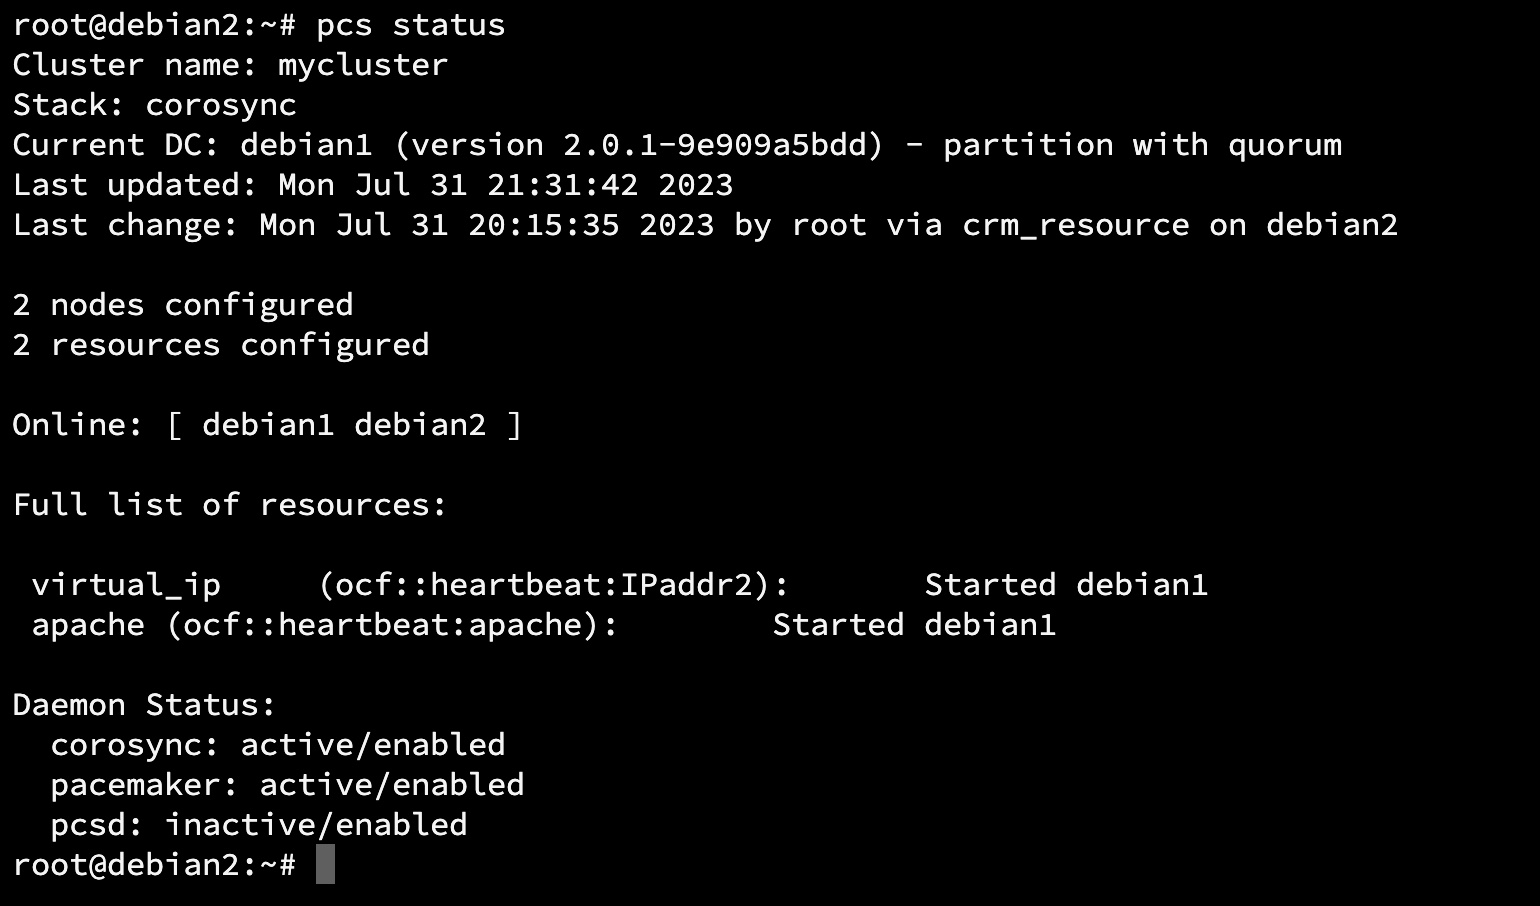 root@debian2:~# pcs status
Cluster name: mycluster
Stack: corosync
Current DC: debian1 (version 2.0.1-9e909a5bdd) - partition with quorum
Last updated: Mon Jul 31 21:31:42 2023
Last change: Mon Jul 31 20:15:35 2023 by root via crm_resource on debian2

2 nodes configured
2 resources configured

Online: [ debian1 debian2 ]

Full list of resources:

 virtual_ip     (ocf::heartbeat:IPaddr2):       Started debian1
 apache (ocf::heartbeat:apache):        Started debian1

Daemon Status:
  corosync: active/enabled
  pacemaker: active/enabled
  pcsd: inactive/enabled
root@debian2:~#